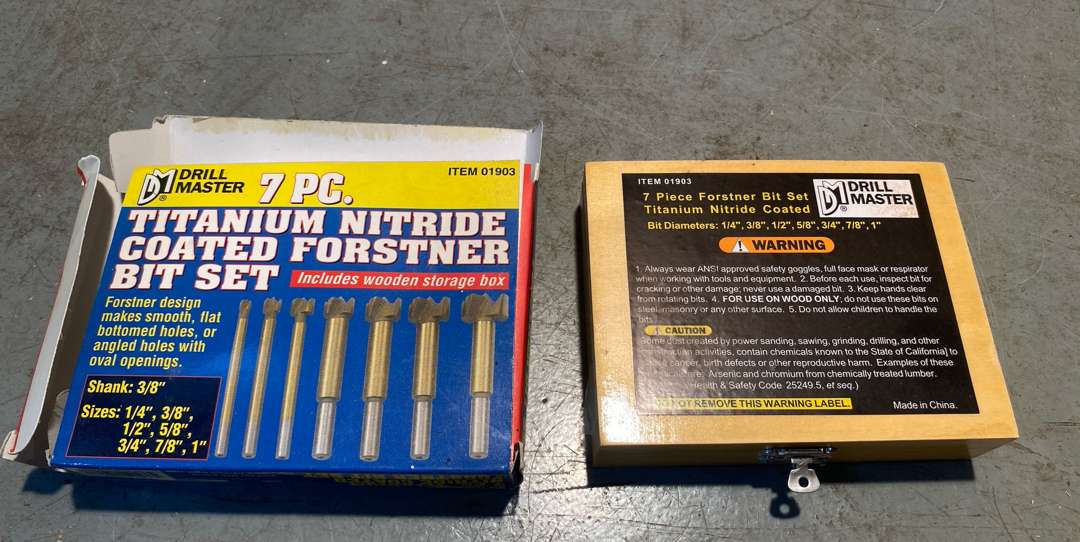 DRILL MASTER
®
7 PC.
ITEM 01903
TITANIUM NITRIDE
COATED FORSTNER
BIT SET
Includes wooden storage box
Forstner design
makes smooth, flat
bottomed holes, or
angled holes with
oval openings.
Shank: 3/8"
Sizes: 1/4", 3/8",
1/2", 5/8",
3/4", 7/8", 1"
ITEM 01903
7 Piece Forstner Bit Set
Titanium Nitride Coated
DRILL MASTER
®
Bit Diameters: 1/4", 3/8", 1/2", 5/8", 3/4", 7/8", 1"
WARNING
1. Always wear ANSI approved safety goggles, full face mask or respirator
when working with tools and equipment. 2. Before each use, inspect bit for
cracking or other damage; never use a damaged bit. 3. Keep hands clear
from rotating bits. 4. FOR USE ON WOOD ONLY; do not use these bits on
steel, masonry or any other surface. 5. Do not allow children to handle the
bits.
CAUTION
Some dust created by power sanding, sawing, grinding, drilling, and other
construction activities, contain chemicals known to the State of California] to
cancer, birth defects or other reproductive harm. Examples of these
Arsenic and chromium from chemically treated lumber.
Health & Safety Code 25249.5, et seq.)
DO NOT REMOVE THIS WARNING LABEL.
Made in China.